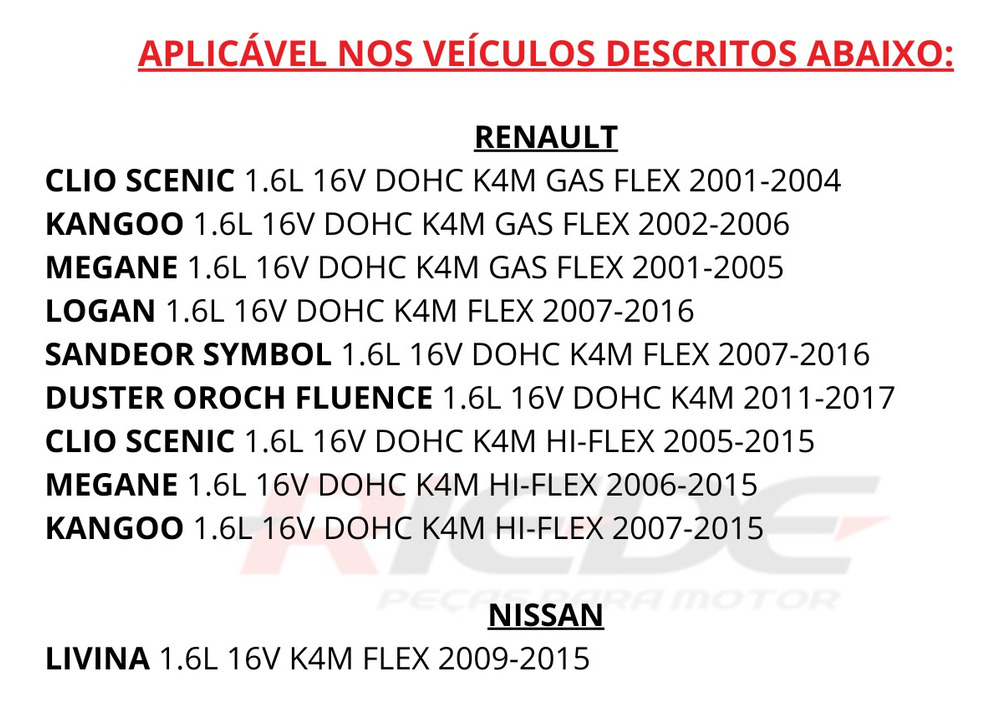 APLICÁVEL NOS VEÍCULOS DESCRITOS ABAIXO:
RENAULT
CLIO SCENIC 1.6L 16V DOHC K4M GAS FLEX 2001-2004
KANGOO 1.6L 16V DOHC K4M GAS FLEX 2002-2006
MEGANE 1.6L 16V DOHC K4M GAS FLEX 2001-2005
LOGAN 1.6L 16V DOHC K4M FLEX 2007-2016
SANDEOR SYMBOL 1.6L 16V DOHC K4M FLEX 2007-2016
DUSTER OROCH FLUENCE 1.6L 16V DOHC K4M 2011-2017
CLIO SCENIC 1.6L 16V DOHC K4M HI-FLEX 2005-2015
MEGANE 1.6L 16V DOHC K4M HI-FLEX 2006-2015
KANGOO 1.6L 16V DOHC K4M HI-FLEX 2007-2015
RICDE
PEÇAS PARA MOTOR
NISSAN
LIVINA 1.6L 16V K4M FLEX 2009-2015